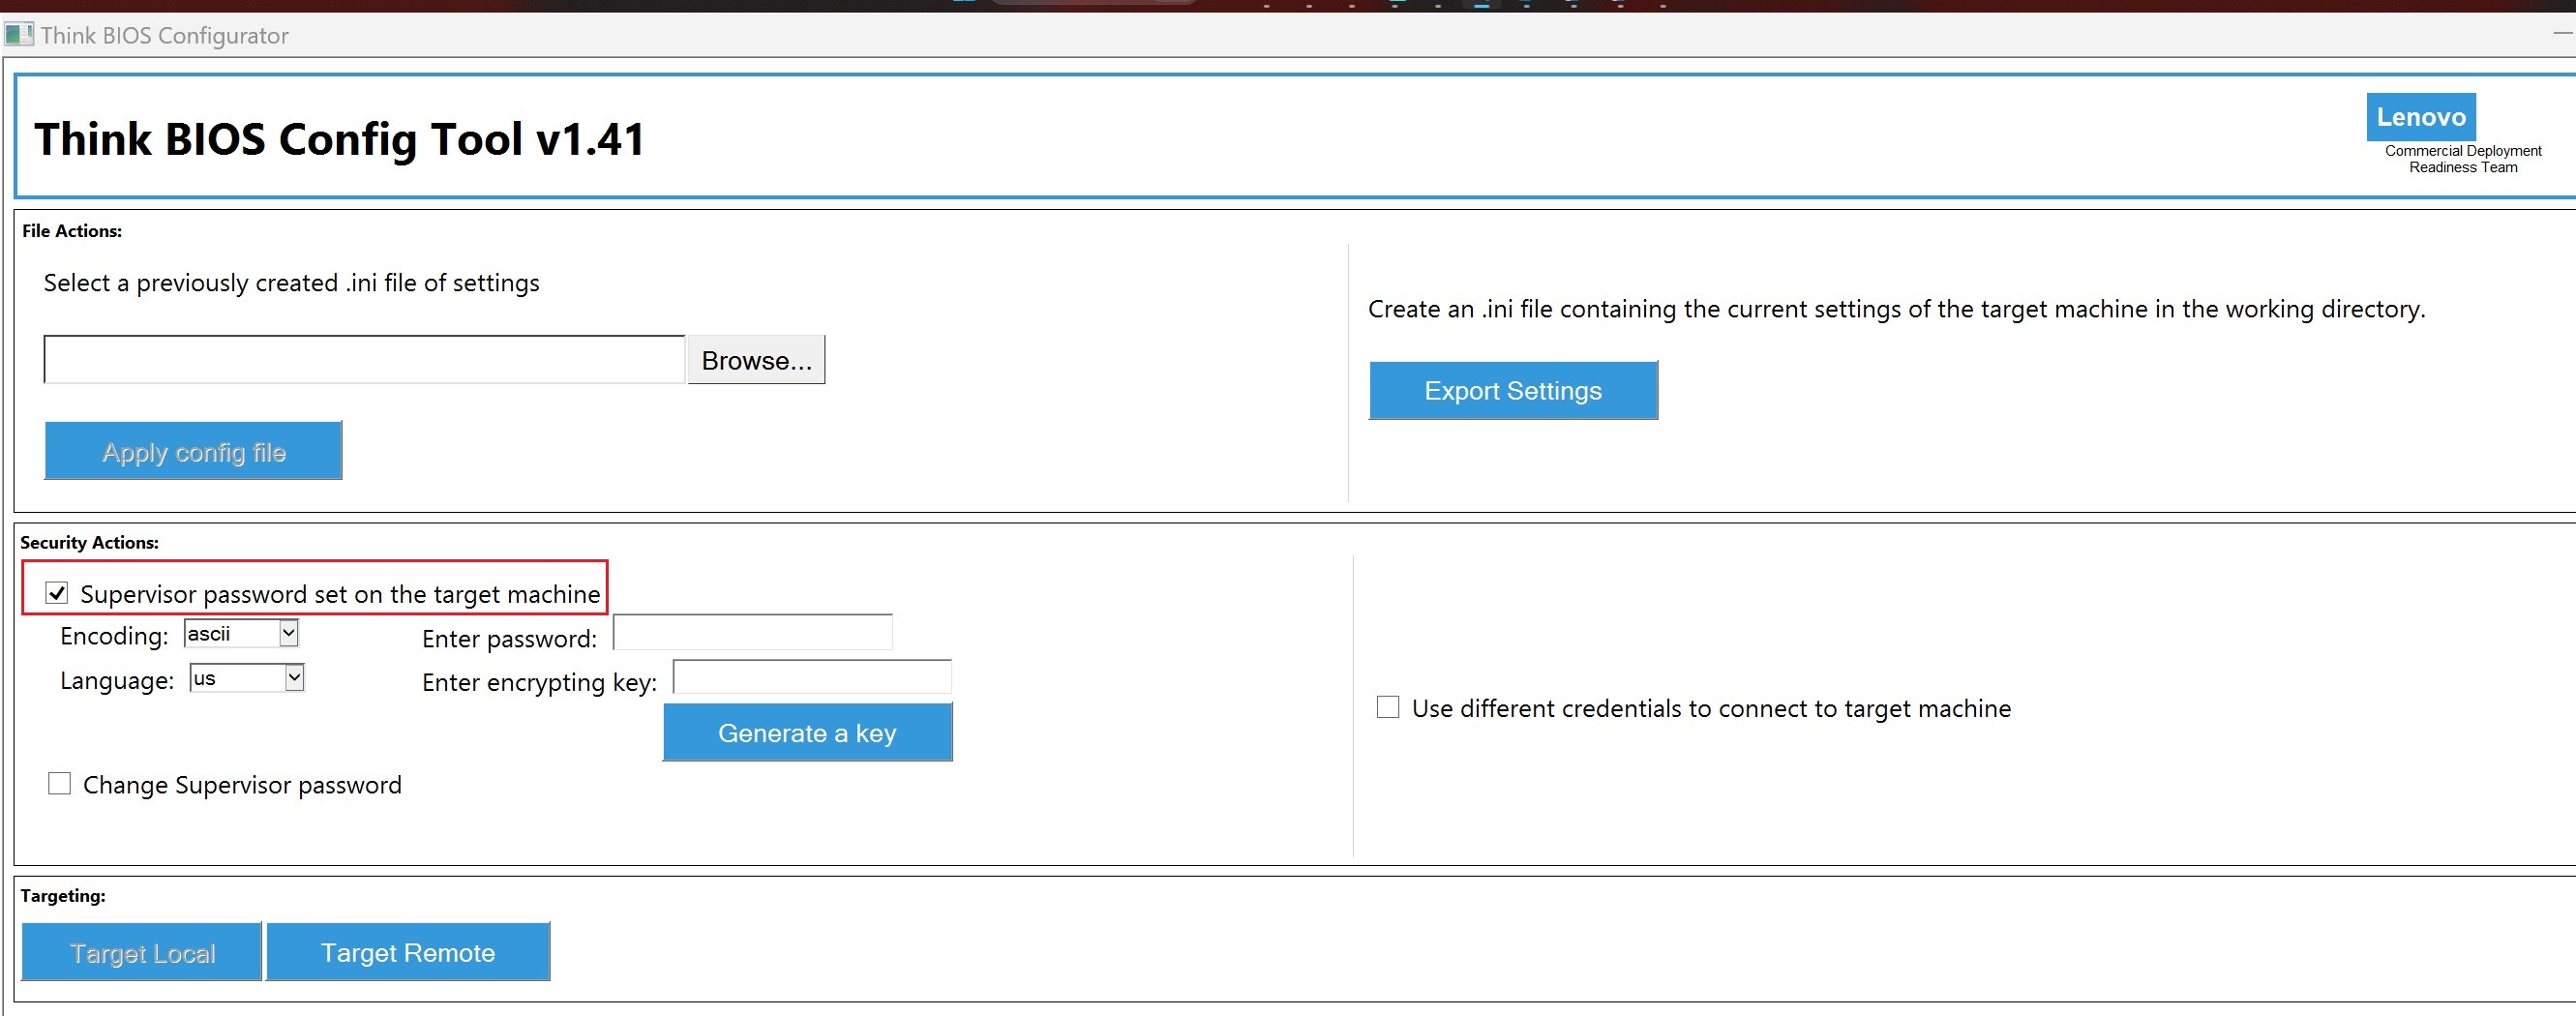 Think BIOS Configurator
Think BIOS Config Tool v1.41
Lenovo
Commercial Deployment
Readiness Team
File Actions:
Select a previously created .ini file of settings
Browse...
Apply config file
Create an .ini file containing the current settings of the target machine in the working directory.
Export Settings
Security Actions:
Supervisor password set on the target machine
Encoding: ascii
Enter password:
Language: us
Enter encrypting key:
Generate a key
Change Supervisor password
Use different credentials to connect to target machine
Targeting:
Target Local
Target Remote